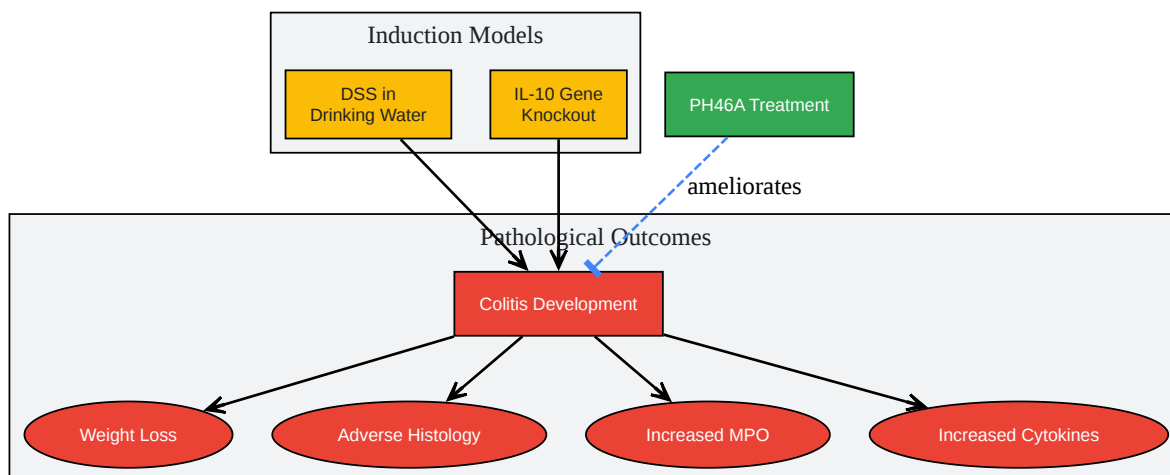 Induction Models
DSS in
Drinking Water
IL-10 Gene
Knockout
PH46A Treatment
ameliorates
Pathological Outcomes
Colitis Development
Weight Loss
Adverse Histology
Increased MPO
Increased Cytokines